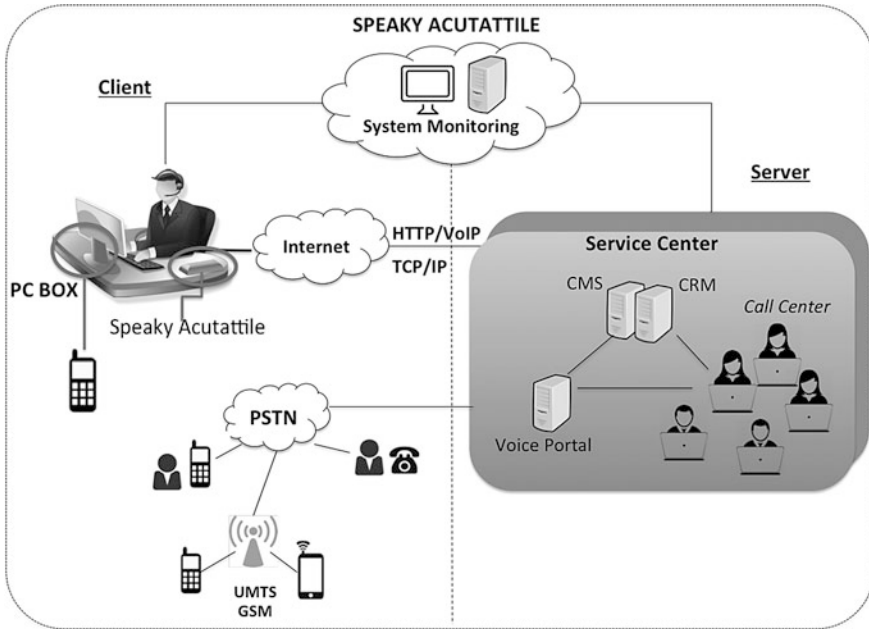 SPEAKY ACUTATTILE
Client
System Monitoring
Server
Internet
HTTP/VoIP
TCP/IP
Service Center
PC BOX
Speaky Acutattile
CMS
CRM
Call Center
Voice Portal
PSTN
UMTS
GSM